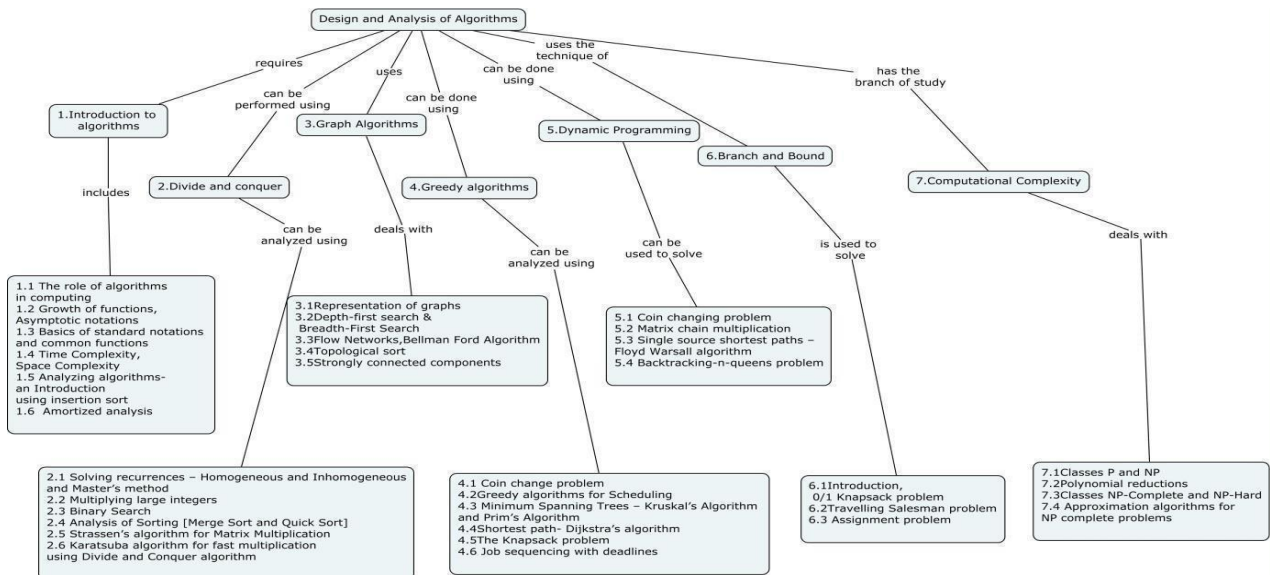 Design and Analysis of Algorithms
requires
can be
performed using
uses
can be done
using
can be done
using
uses the
technique of
has the
branch of study
1.Introduction to
algorithms
2.Divide and conquer
3.Graph Algorithms
4.Greedy algorithms
5.Dynamic Programming
6.Branch and Bound
7.Computational Complexity
includes
can be
analyzed using
deals with
can be
analyzed using
can be
used to solve
is used to
solve
deals with
1.1 The role of algorithms
in computing
1.2 Growth of functions,
Asymptotic notations
1.3 Basics of standard notations
and common functions
1.4 Time Complexity,
Space Complexity
1.5 Analyzing algorithms-
an Introduction
using insertion sort
1.6 Amortized analysis
2.1 Solving recurrences – Homogeneous and Inhomogeneous
and Master's method
2.2 Multiplying large integers
2.3 Binary Search
2.4 Analysis of Sorting [Merge Sort and Quick Sort]
2.5 Strassen's algorithm for Matrix Multiplication
2.6 Karatsuba algorithm for fast multiplication
using Divide and Conquer algorithm
3.1Representation of graphs
3.2Depth-first search &
Breadth-First Search
3.3Flow Networks,Bellman Ford Algorithm
3.4Topological sort
3.5Strongly connected components
4.1 Coin change problem
4.2Greedy algorithms for Scheduling
4.3 Minimum Spanning Trees – Kruskal's Algorithm
and Prim's Algorithm
4.4Shortest path- Dijkstra's algorithm
4.5The Knapsack problem
4.6 Job sequencing with deadlines
5.1 Coin changing problem
5.2 Matrix chain multiplication
5.3 Single source shortest paths –
Floyd Warsall algorithm
5.4 Backtracking-n-queens problem
6.1Introduction,
0/1 Knapsack problem
6.2Travelling Salesman problem
6.3 Assignment problem
7.1Classes P and NP
7.2Polynomial reductions
7.3Classes NP-Complete and NP-Hard
7.4 Approximation algorithms for
NP complete problems